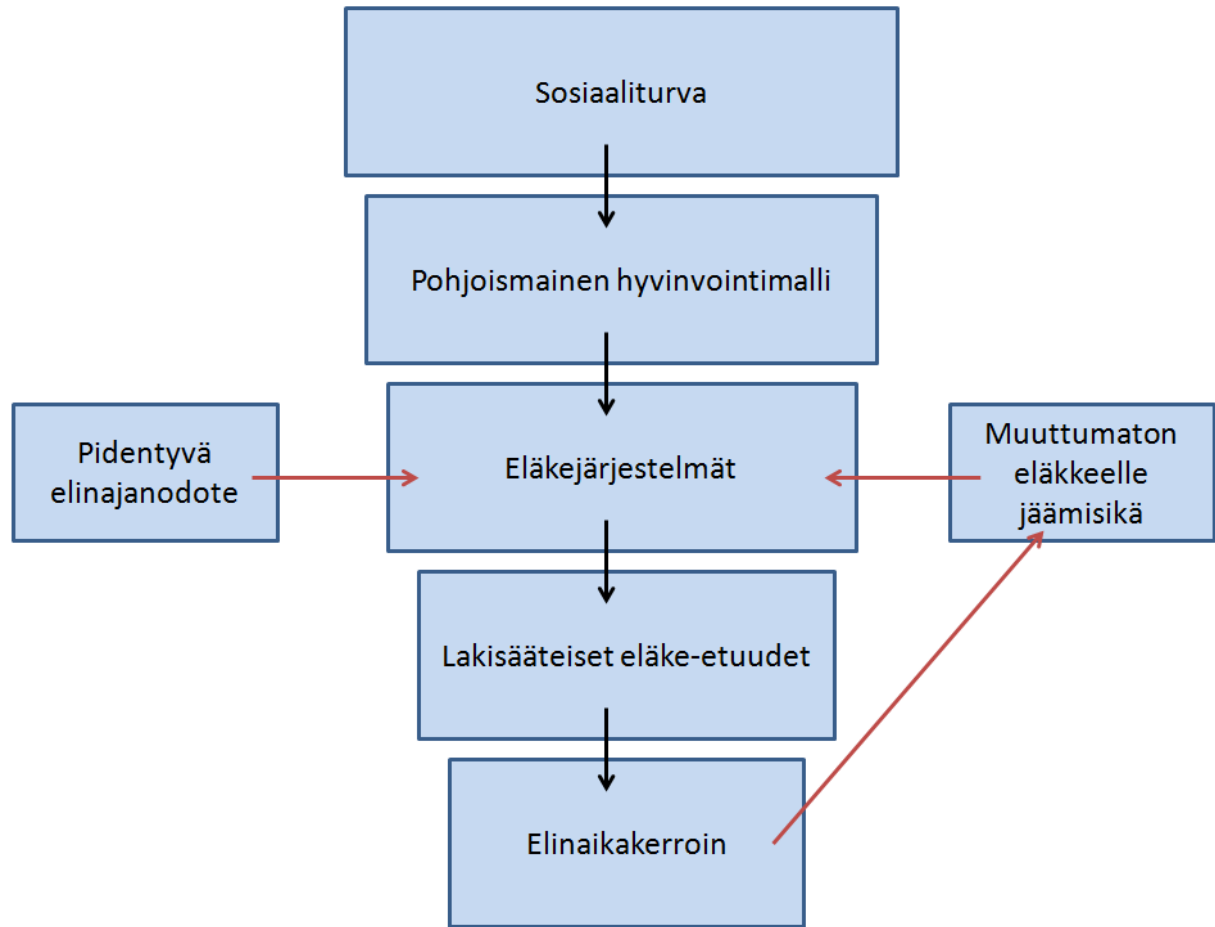 Sosiaaliturva
Pohjoismainen hyvinvointimalli
Pidentyvä
elinajanodote
Eläkejärjestelmät
Muuttumaton
eläkkeelle
jäämisikä
Lakisääteiset eläke-etuudet
Elinaikakerroin